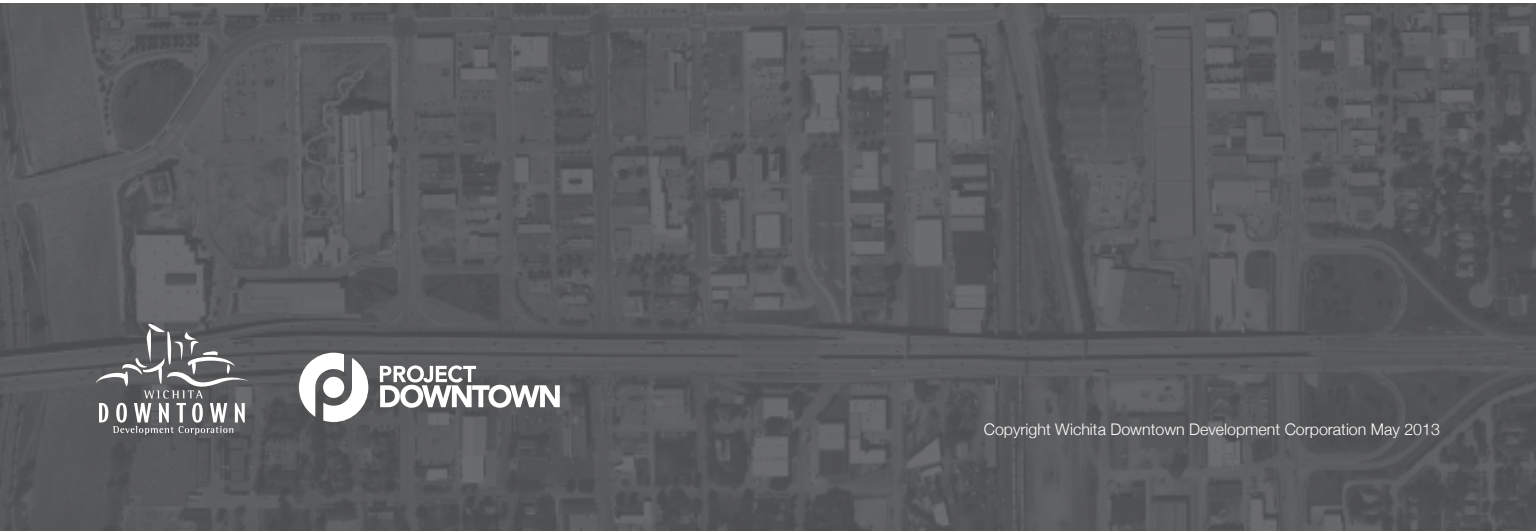 WICHITA
DOWNTOWN
Development Corporation
PROJECT
DOWNTOWN
Copyright Wichita Downtown Development Corporation May 2013